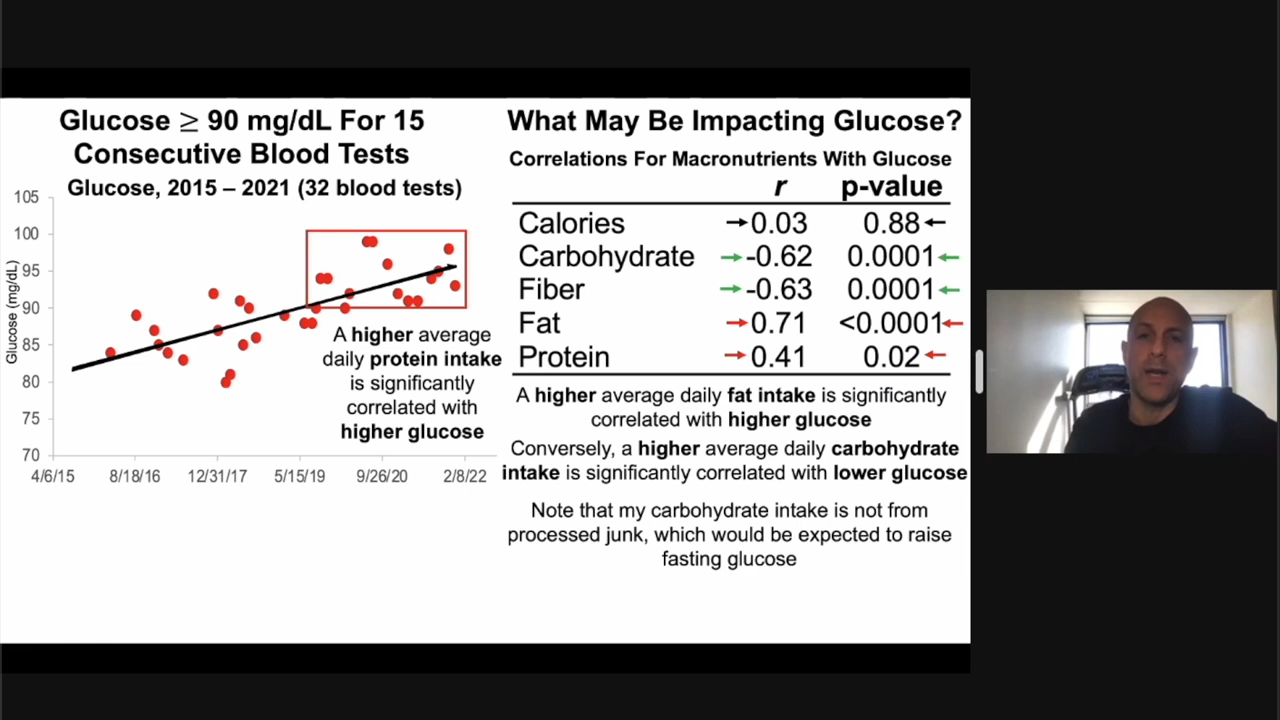 Glucose ≥ 90 mg/dL For 15
Consecutive Blood Tests
Glucose, 2015 – 2021 (32 blood tests)
Glucose (mg/dL)
105
100
95
90
85
80
75
70
4/6/15 8/18/16 12/31/17 5/15/19 9/26/20 2/8/22
A higher average
daily protein intake
is significantly
correlated with
higher glucose
What May Be Impacting Glucose?
Correlations For Macronutrients With Glucose
r p-value
Calories →0.03 0.88←
Carbohydrate →-0.62 0.0001←
Fiber →-0.63 0.0001←
Fat →0.71 <0.0001←
Protein →0.41 0.02←
A higher average daily fat intake is significantly
correlated with higher glucose
Conversely, a higher average daily carbohydrate
intake is significantly correlated with lower glucose
Note that my carbohydrate intake is not from
processed junk, which would be expected to raise
fasting glucose